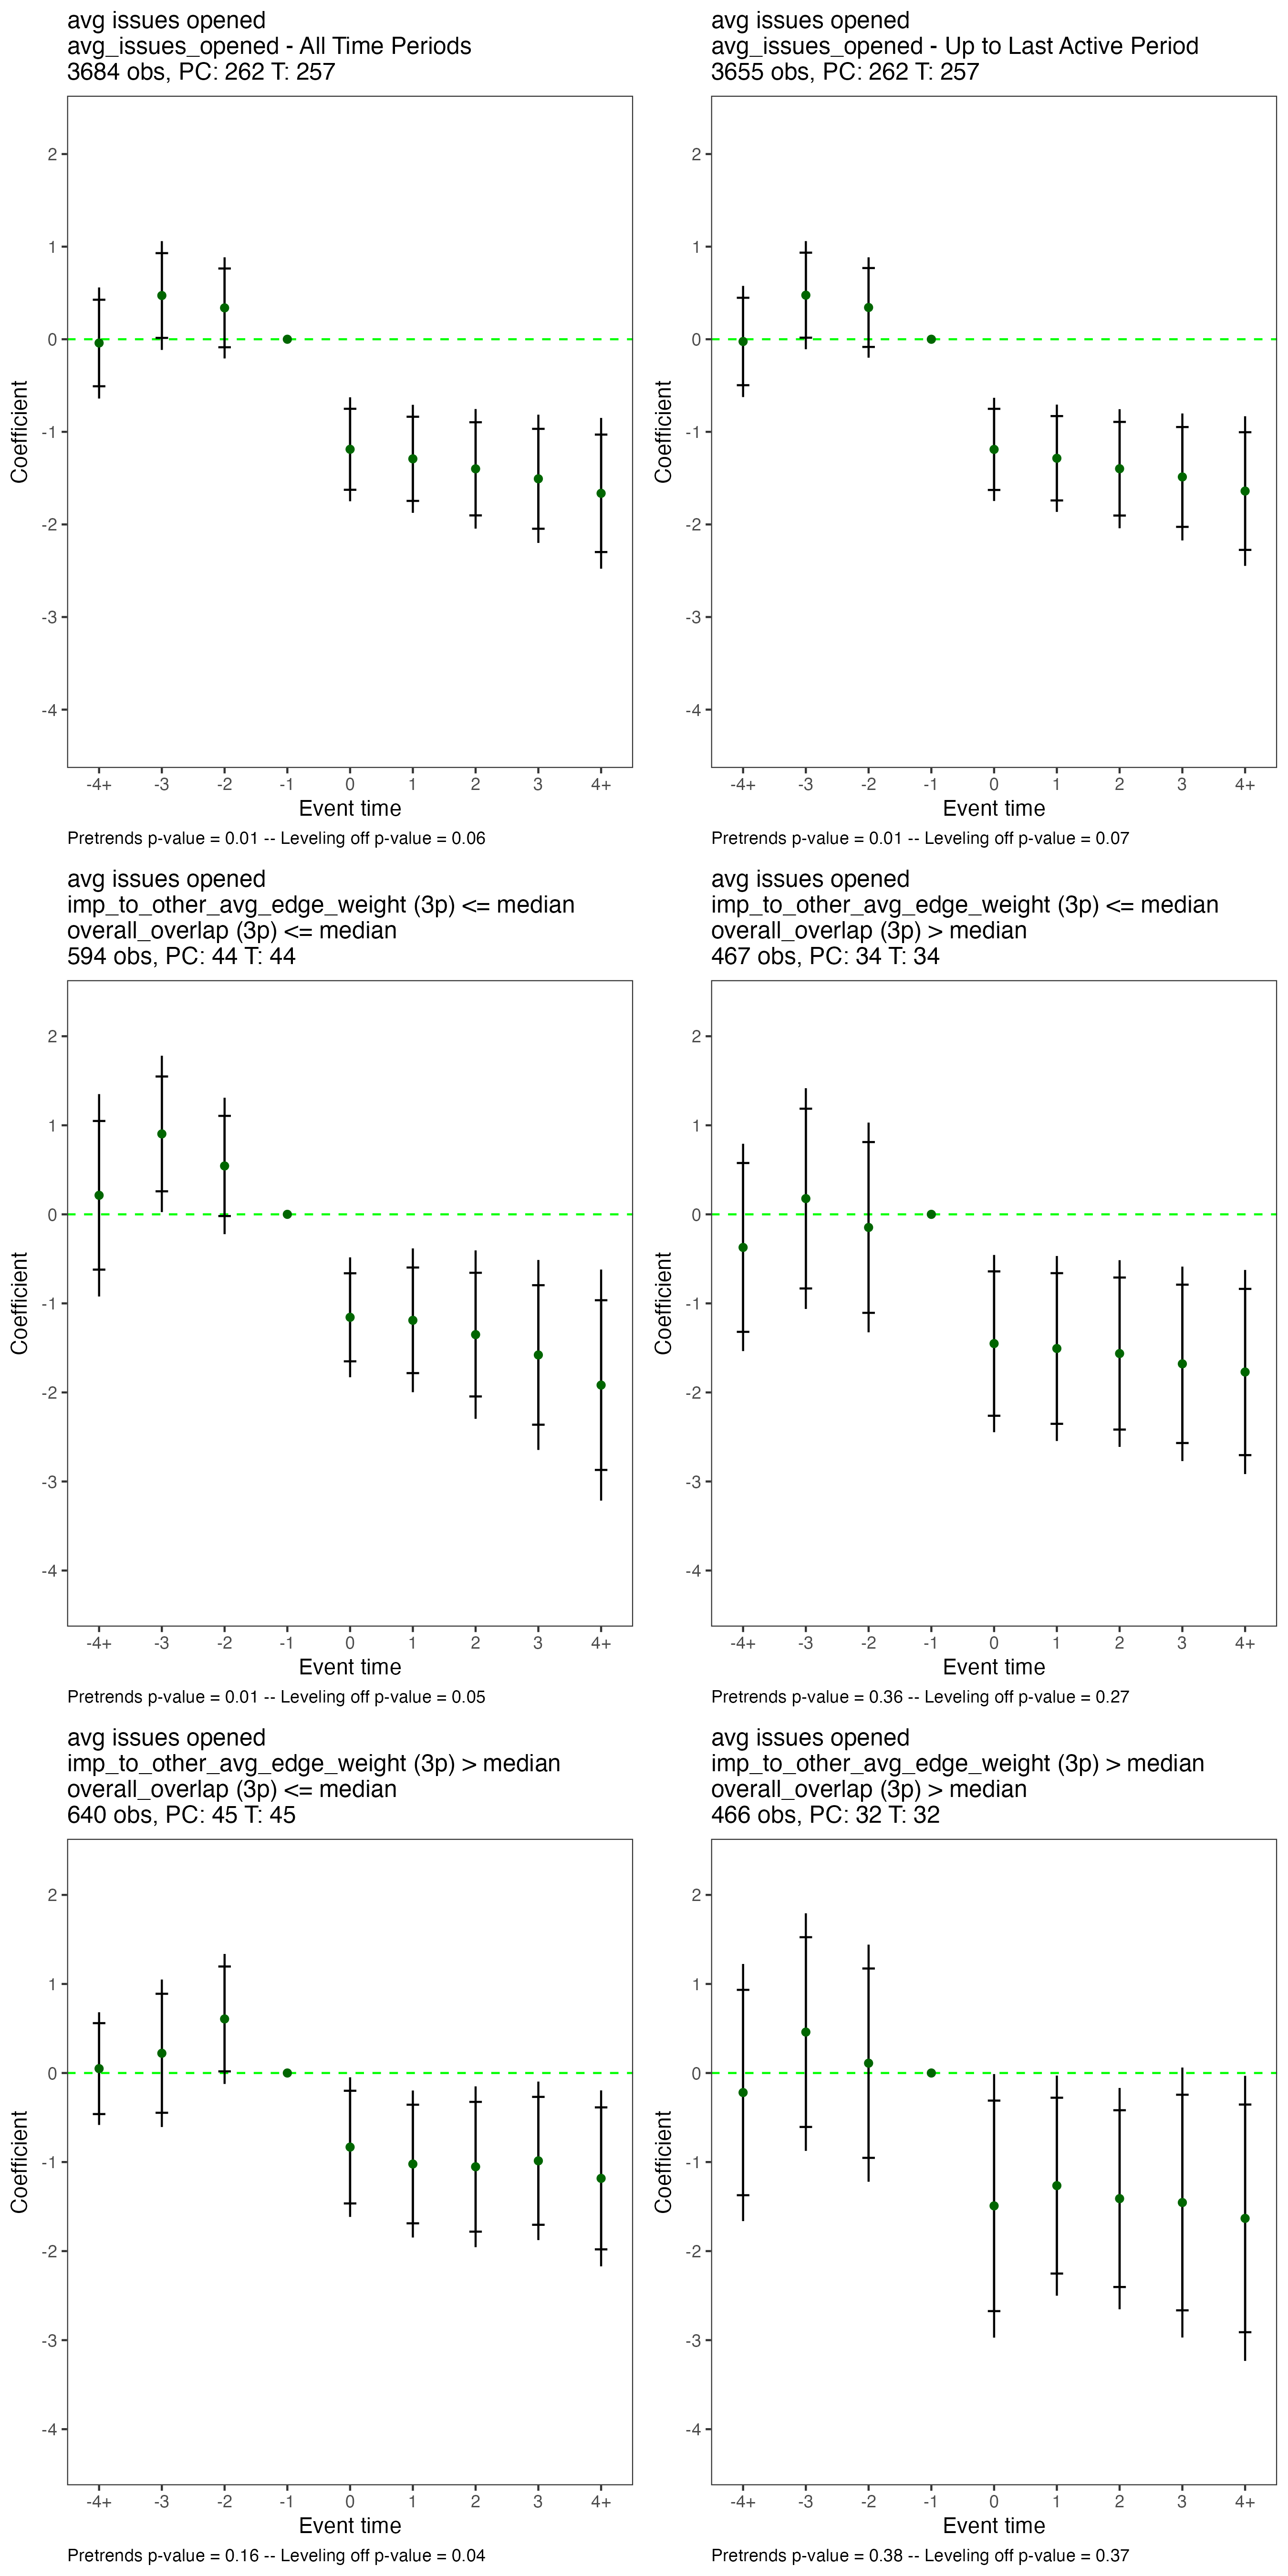 avg issues opened
avg_issues_opened - All Time Periods
3684 obs, PC: 262 T: 257
2
1
0
-1
-2
-3
-4
Coefficient
-4+ -3 -2 -1 0 1 2 3 4+
Event time
Pretrends p-value = 0.01 -- Leveling off p-value = 0.06
avg issues opened
avg_issues_opened - Up to Last Active Period
3655 obs, PC: 262 T: 257
2
1
0
-1
-2
-3
-4
Coefficient
-4+ -3 -2 -1 0 1 2 3 4+
Event time
Pretrends p-value = 0.01 -- Leveling off p-value = 0.07
avg issues opened
imp_to_other_avg_edge_weight (3p) <= median
overall_overlap (3p) <= median
594 obs, PC: 44 T: 44
2
1
0
-1
-2
-3
-4
Coefficient
-4+ -3 -2 -1 0 1 2 3 4+
Event time
Pretrends p-value = 0.01 -- Leveling off p-value = 0.05
avg issues opened
imp_to_other_avg_edge_weight (3p) <= median
overall_overlap (3p) > median
467 obs, PC: 34 T: 34
2
1
0
-1
-2
-3
-4
Coefficient
-4+ -3 -2 -1 0 1 2 3 4+
Event time
Pretrends p-value = 0.36 -- Leveling off p-value = 0.27
avg issues opened
imp_to_other_avg_edge_weight (3p) > median
overall_overlap (3p) <= median
640 obs, PC: 45 T: 45
2
1
0
-1
-2
-3
-4
Coefficient
-4+ -3 -2 -1 0 1 2 3 4+
Event time
Pretrends p-value = 0.16 -- Leveling off p-value = 0.04
avg issues opened
imp_to_other_avg_edge_weight (3p) > median
overall_overlap (3p) > median
466 obs, PC: 32 T: 32
2
1
0
-1
-2
-3
-4
Coefficient
-4+ -3 -2 -1 0 1 2 3 4+
Event time
Pretrends p-value = 0.38 -- Leveling off p-value = 0.37